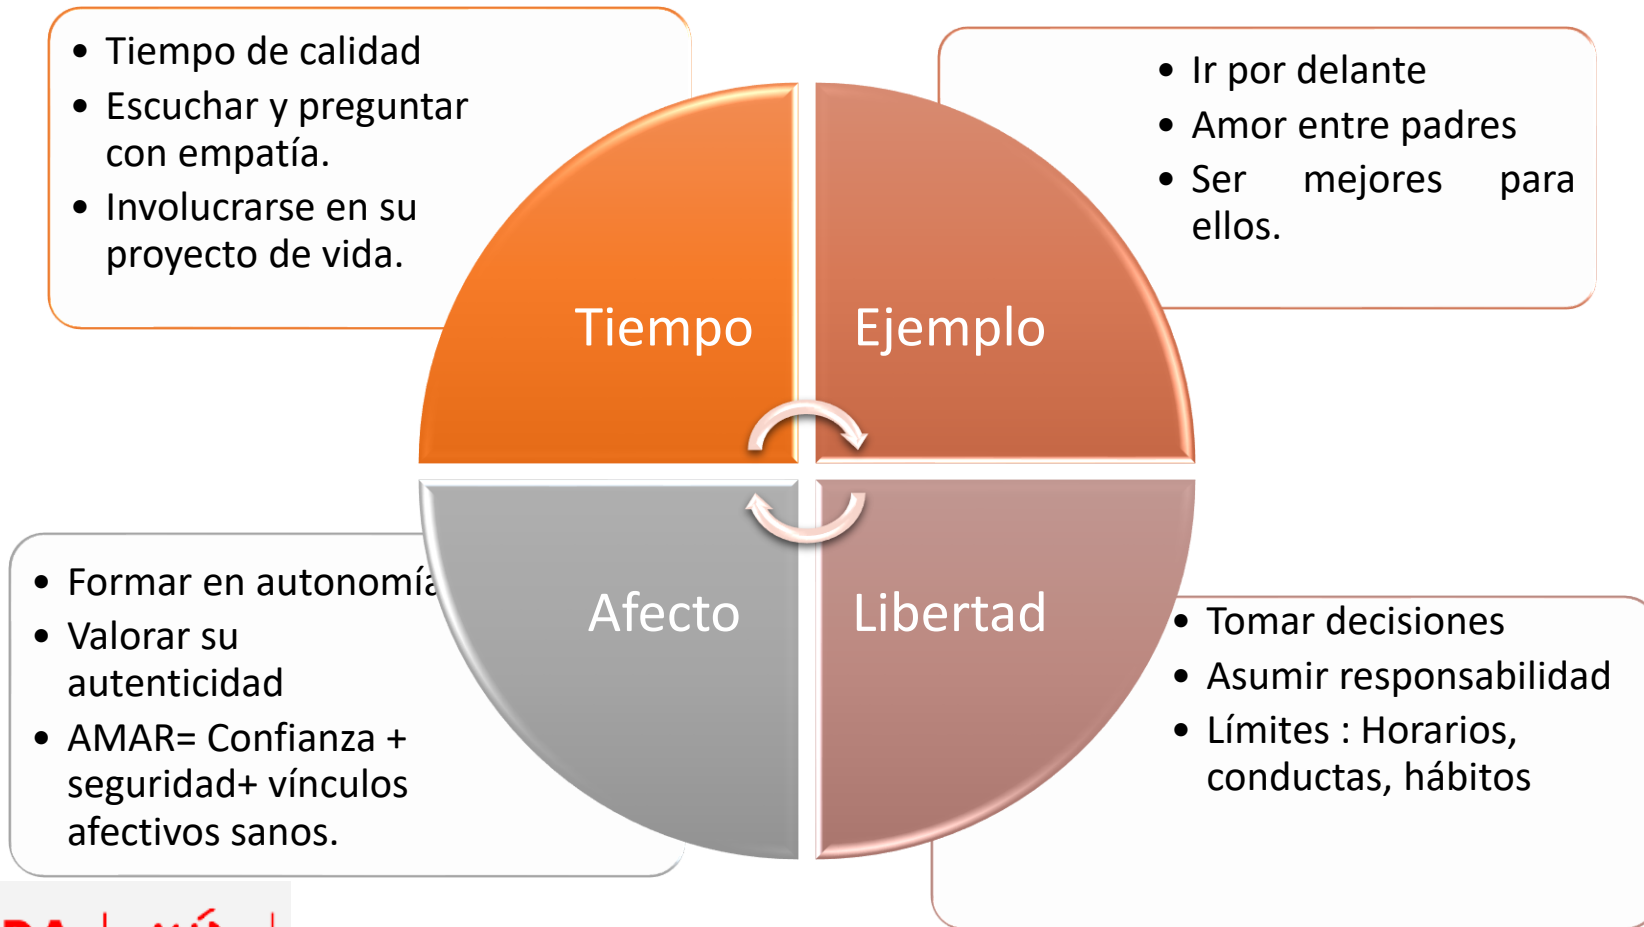 • Tiempo de calidad
• Escuchar y preguntar
con empatía.
• Involucrarse en su
proyecto de vida.
• Ir por delante
• Amor entre padres
• Ser mejores para
ellos.
Tiempo
Ejemplo
Afecto
Libertad
• Formar en autonomía
• Valorar su
autenticidad
• AMAR= Confianza +
seguridad+ vínculos
afectivos sanos.
• Tomar decisiones
• Asumir responsabilidad
• Límites : Horarios,
conductas, hábitos